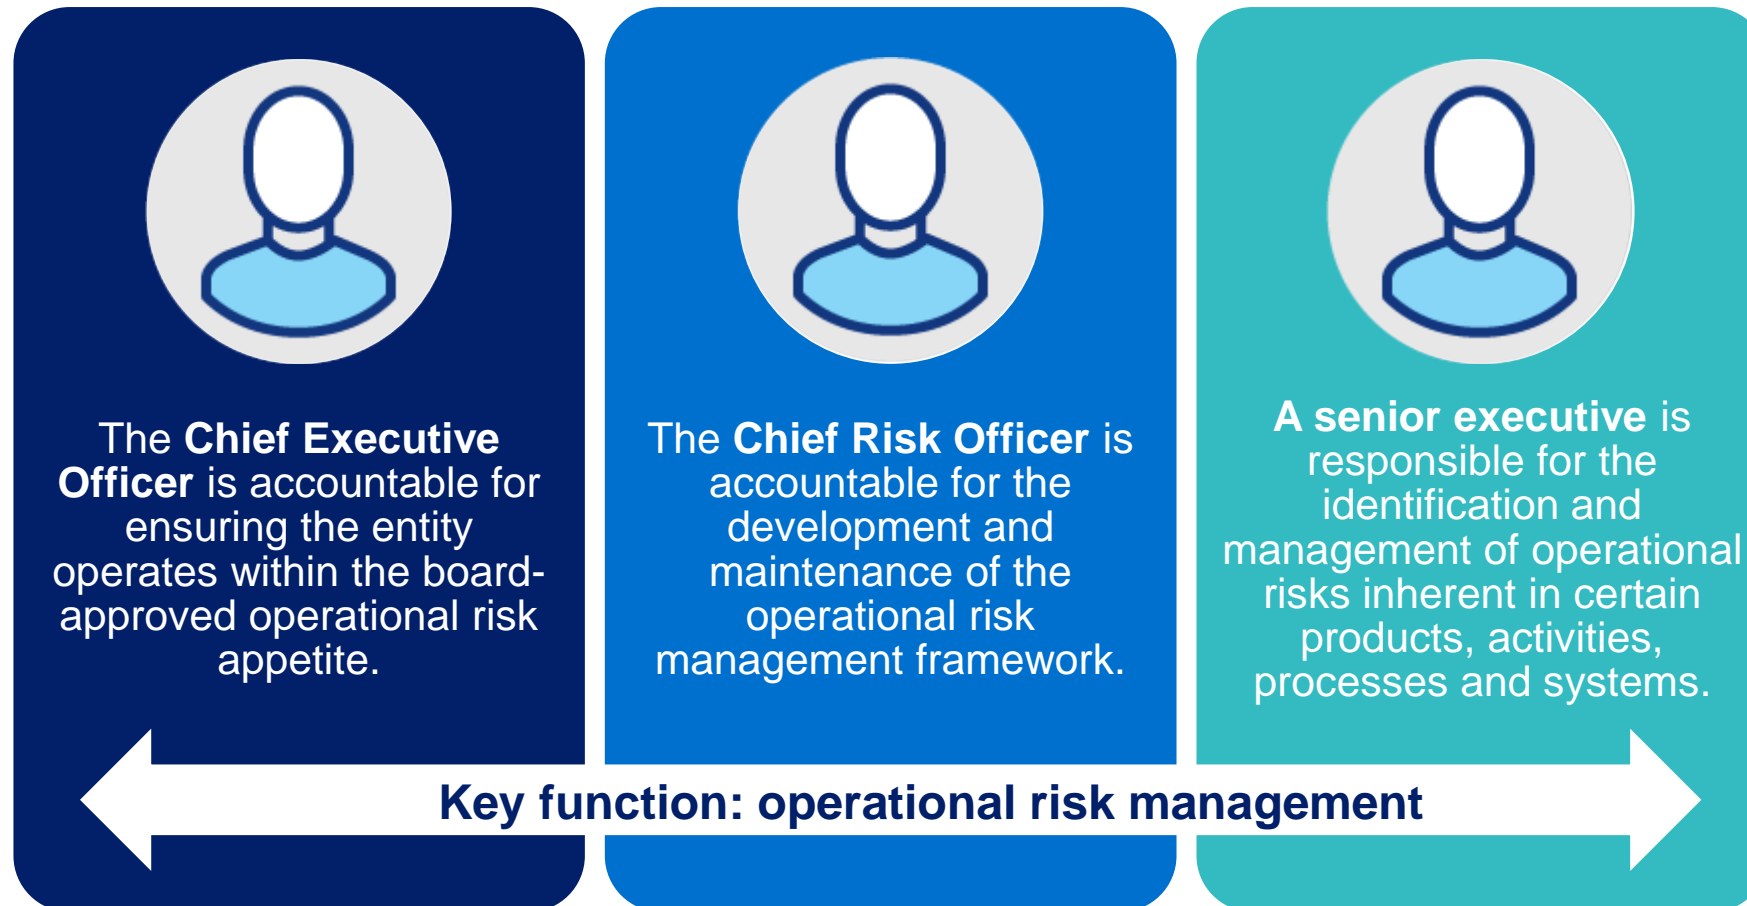 The Chief Executive
Officer is accountable for
ensuring the entity
operates within the board-
approved operational risk
appetite.
The Chief Risk Officer is
accountable for the
development and
maintenance of the
operational risk
management framework.
A senior executive is
responsible for the
identification and
management of operational
risks inherent in certain
products, activities,
processes and systems.
Key function: operational risk management